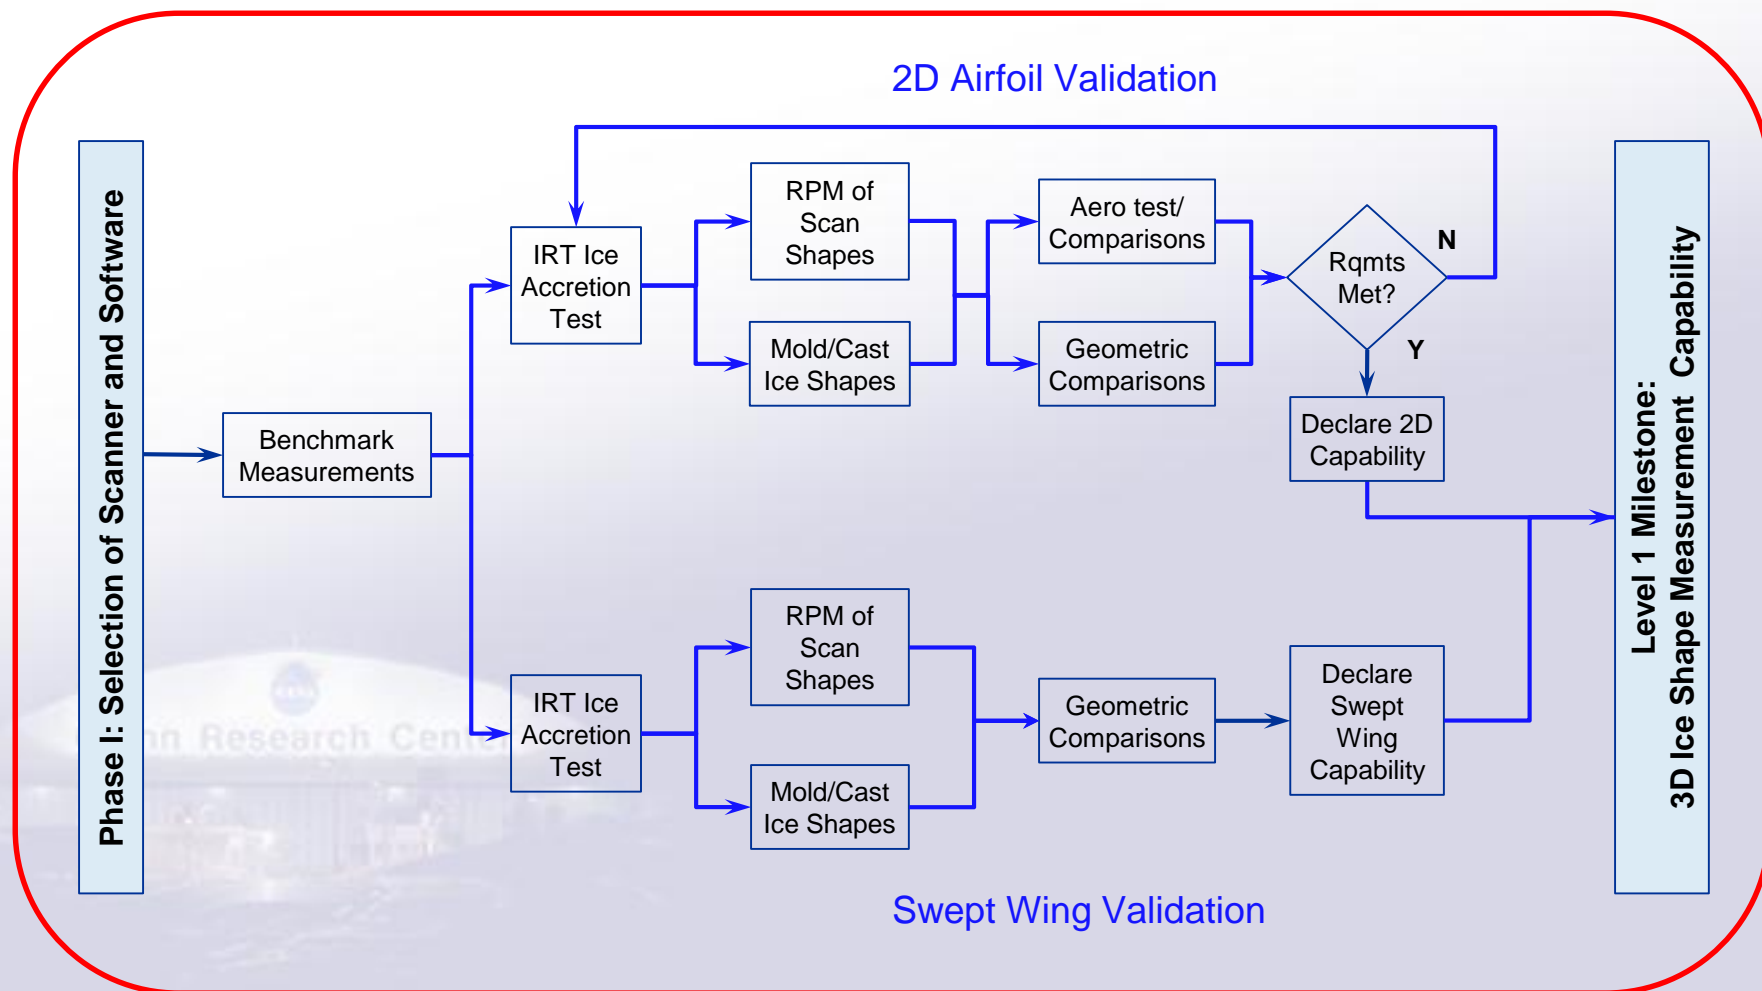 2D Airfoil Validation
Phase I: Selection of Scanner and Software
Benchmark
Measurements
IRT Ice
Accretion
Test
RPM of
Scan
Shapes
Mold/Cast
Ice Shapes
Aero test/
Comparisons
Geometric
Comparisons
Rqmts
Met?
N
Y
Declare 2D
Capability
IRT Ice
Accretion
Test
RPM of
Scan
Shapes
Mold/Cast
Ice Shapes
Geometric
Comparisons
Declare
Swept
Wing
Capability
Level 1 Milestone:
3D Ice Shape Measurement Capability
Swept Wing Validation
Research